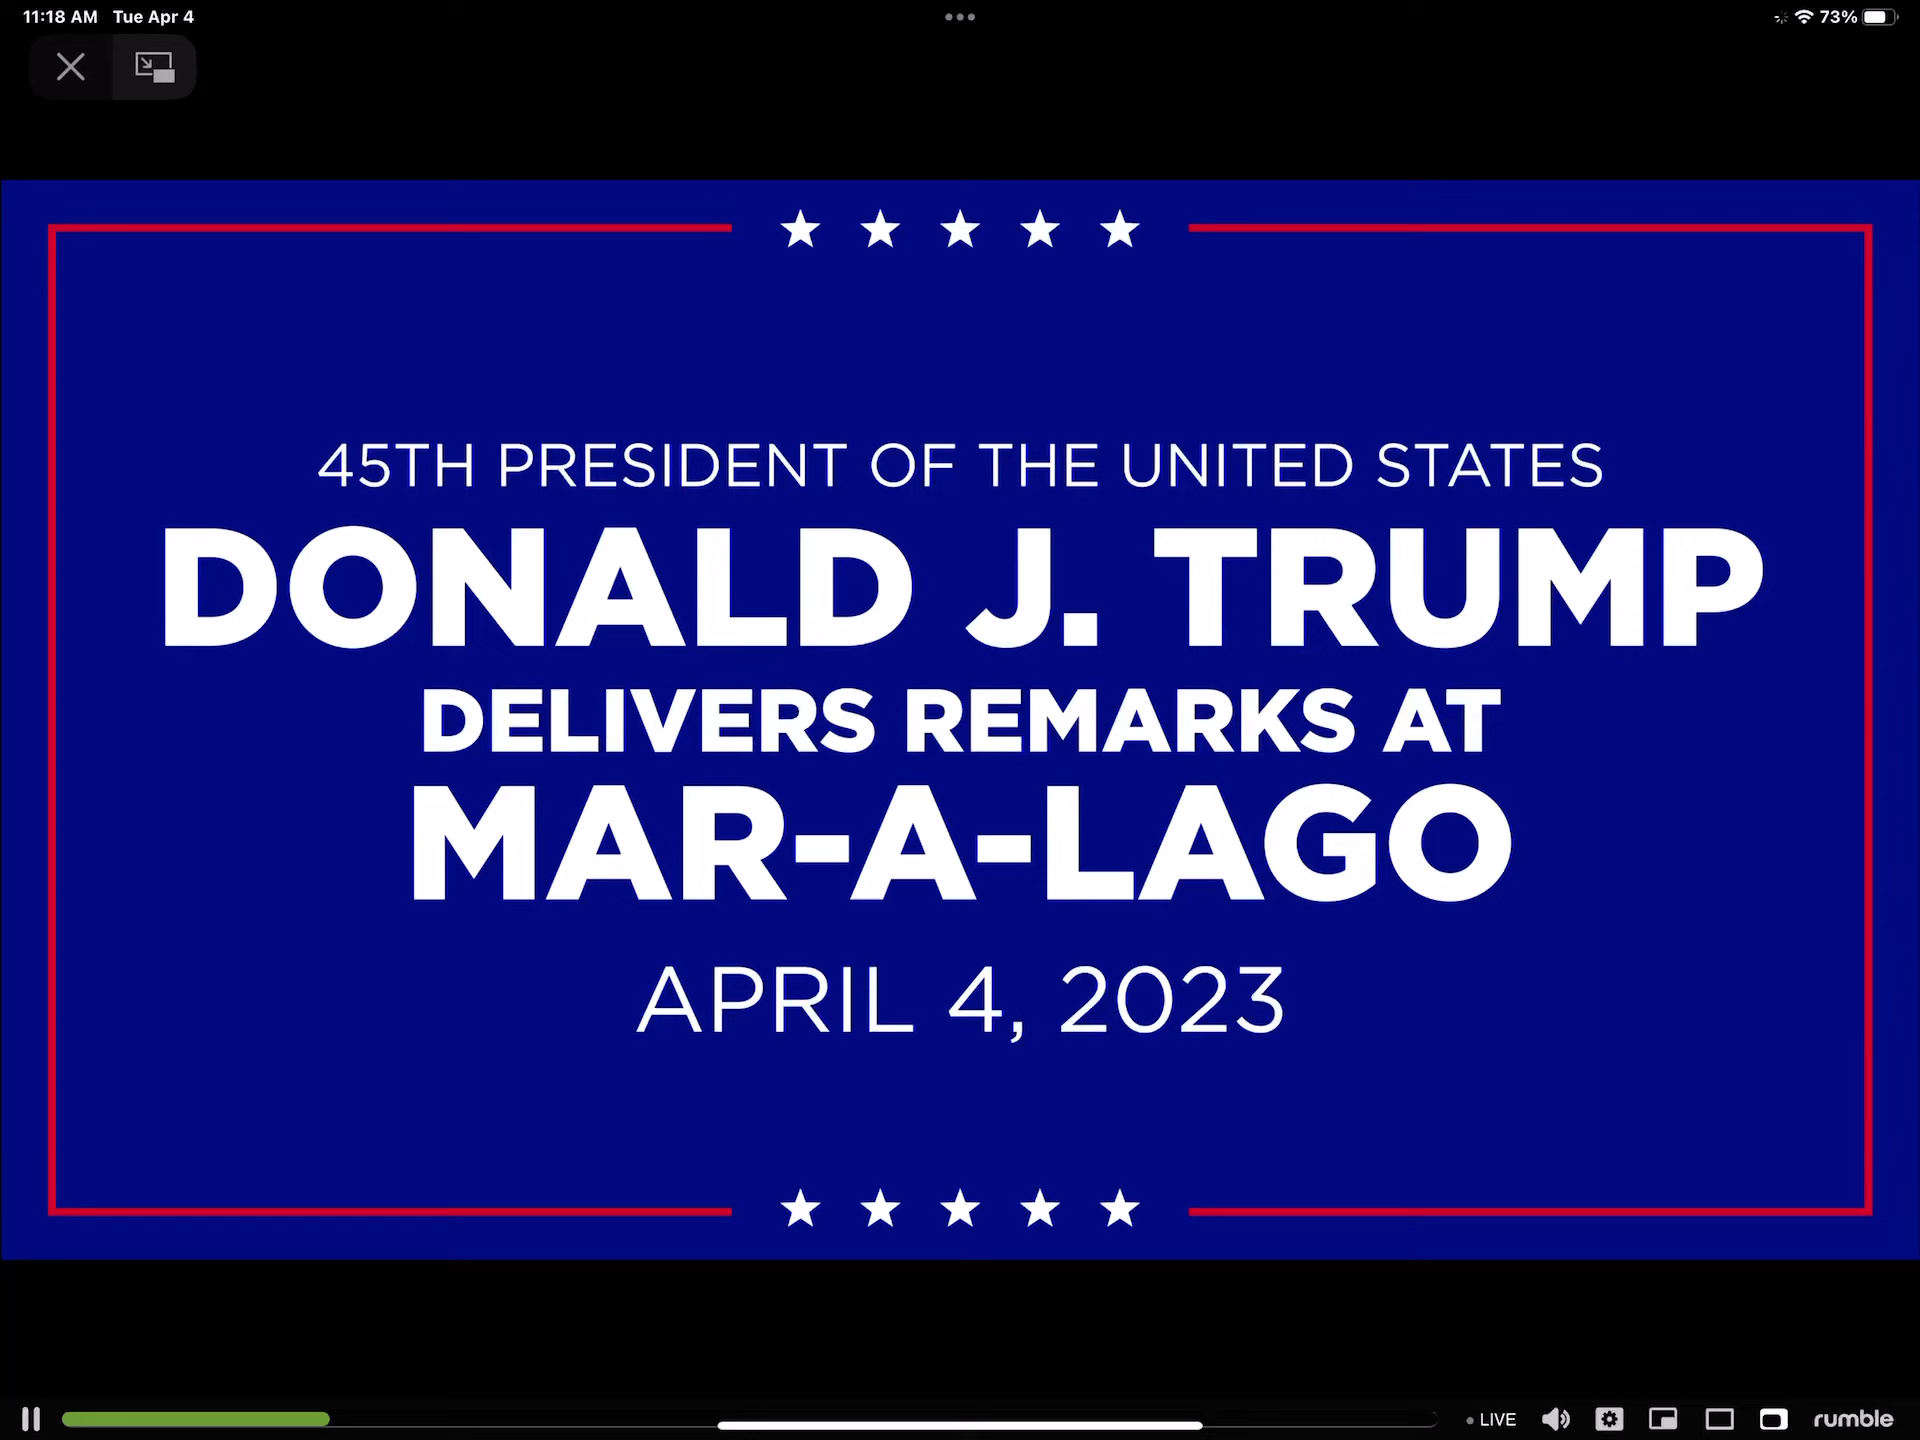 11:18 AM Tue Apr 4
73%
45TH PRESIDENT OF THE UNITED STATES
DONALD J. TRUMP
DELIVERS REMARKS AT
MAR-A-LAGO
APRIL 4, 2023
LIVE
rumble